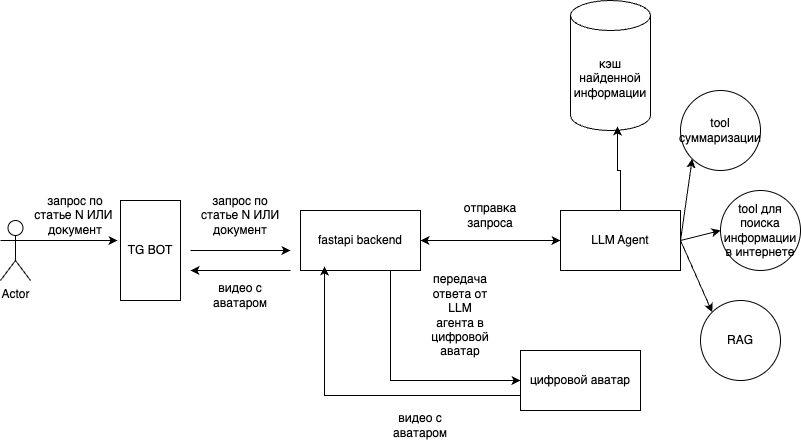 кэш
найденной
информации
tool
суммаризации
запрос по
статье N ИЛИ
документ
запрос по
статье N ИЛИ
документ
отправка
запроса
tool для
поиска
информации
в интернете
TG BOT
fastapi backend
LLM Agent
Actor
видео с
аватаром
передача
ответа от
LLM
агента в
цифровой
аватар
RAG
цифровой аватар
видео с
аватаром